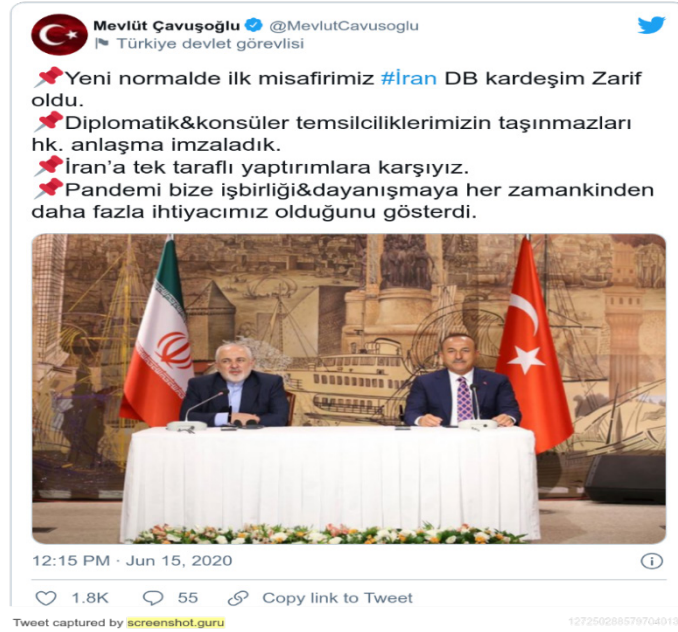 Mevlüt Çavuşoğlu @MevlutCavusoglu
Türkiye devlet görevlisi
📌Yeni normalde ilk misafirimiz #İran DB kardeşim Zarif
oldu.
📌Diplomatik&konsüler temsilciliklerimizin taşınmazları
hk. anlaşma imzaladık.
📌İran’a tek taraflı yaptırımlara karşıyız.
📌Pandemi bize işbirliği&dayanışmaya her zamankinden
daha fazla ihtiyacımız olduğunu gösterdi.
12:15 PM · Jun 15, 2020
1.8K 55 Copy link to Tweet
Tweet captured by screenshot.guru